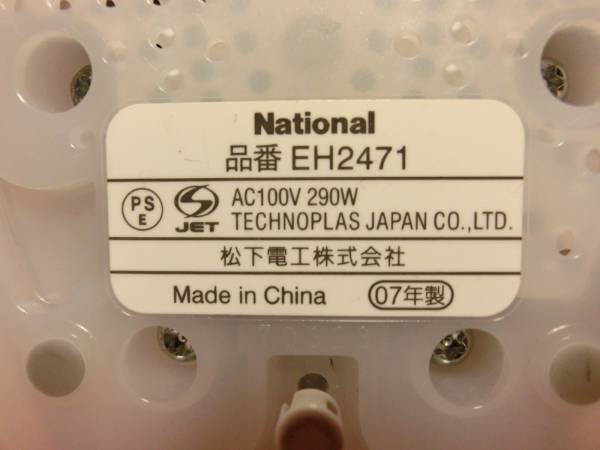 National
品番 EH2471
PS E
JET
AC100V 290W
TECHNOPLAS JAPAN CO.,LTD.
松下電工株式会社
Made in China 07年製